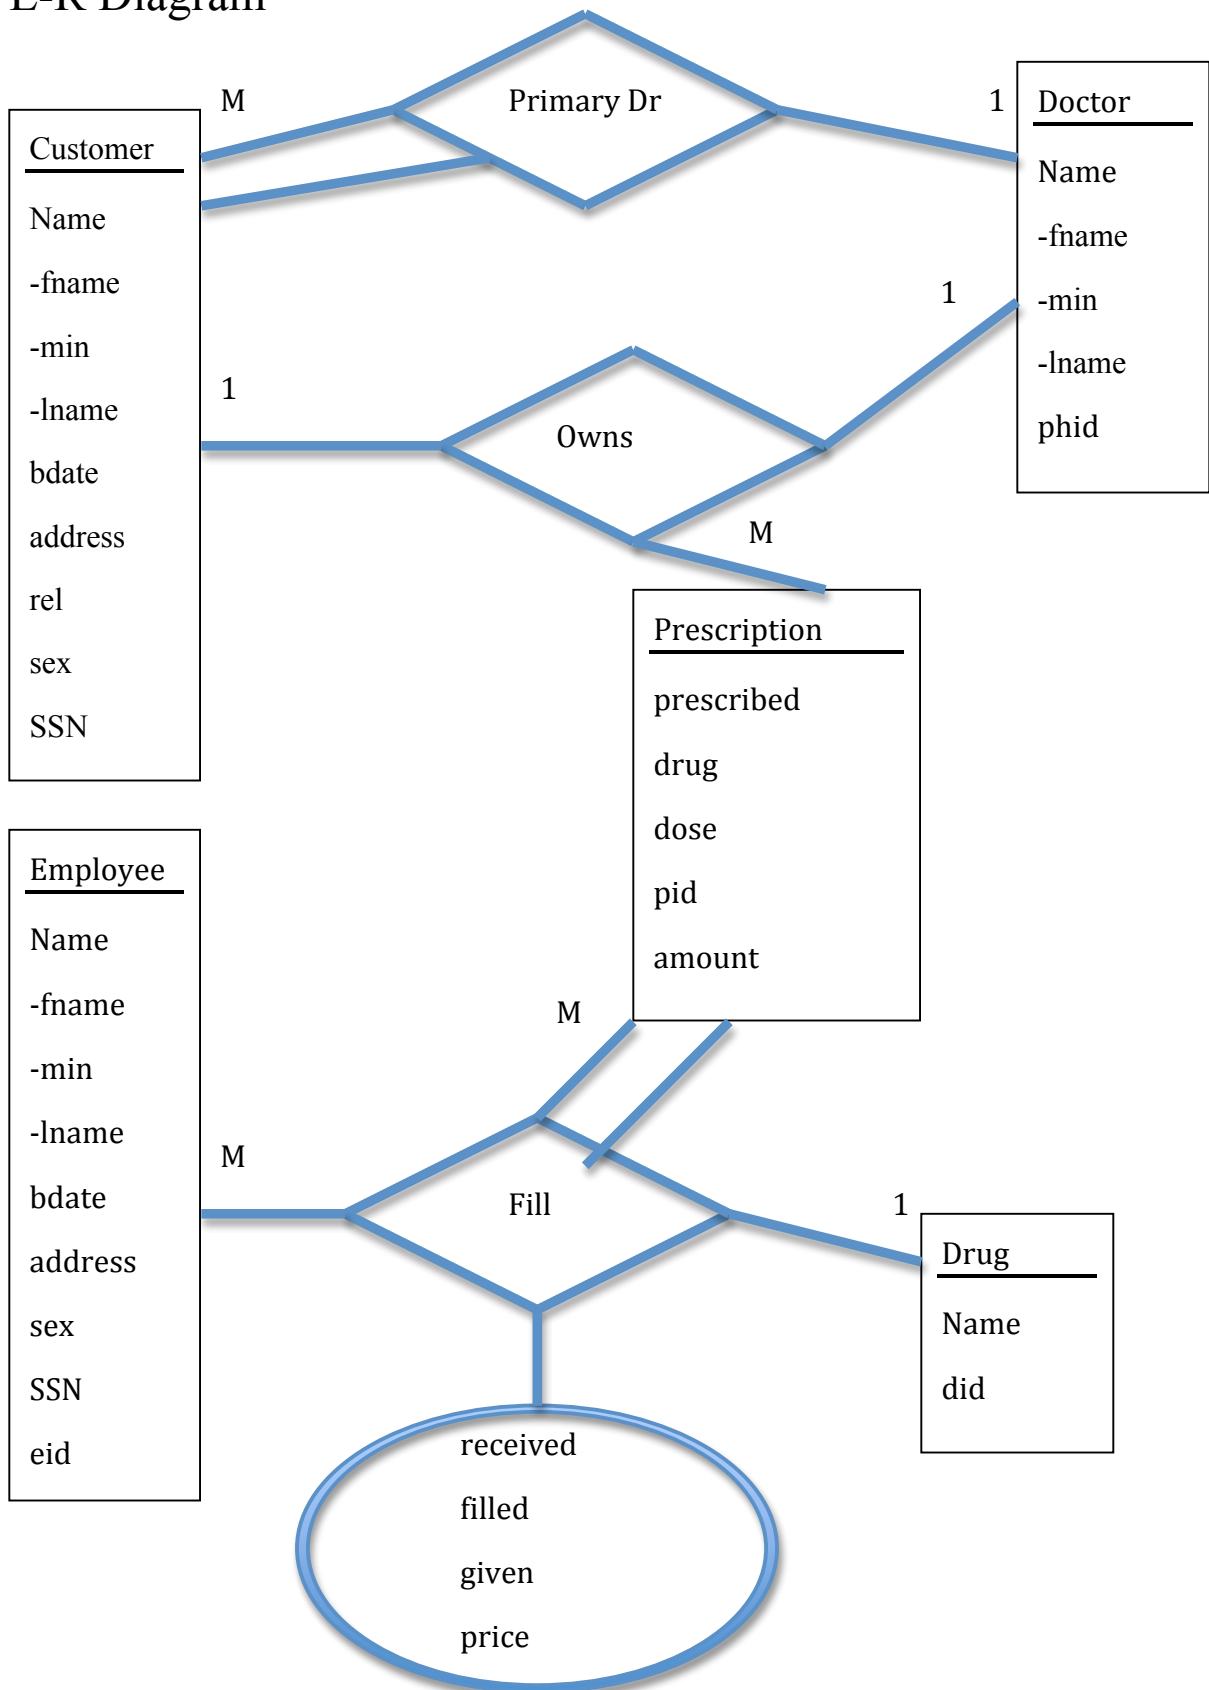 E-R Diagram
M
Primary Dr
1
Customer
Name
-fname
-min
-lname
bdate
address
rel
sex
SSN
Doctor
Name
-fname
-min
-lname
phid
1
Owns
1
M
Prescription
prescribed
drug
dose
pid
amount
Employee
Name
-fname
-min
-lname
bdate
address
sex
SSN
eid
M
M
Fill
1
Drug
Name
did
received
filled
given
price